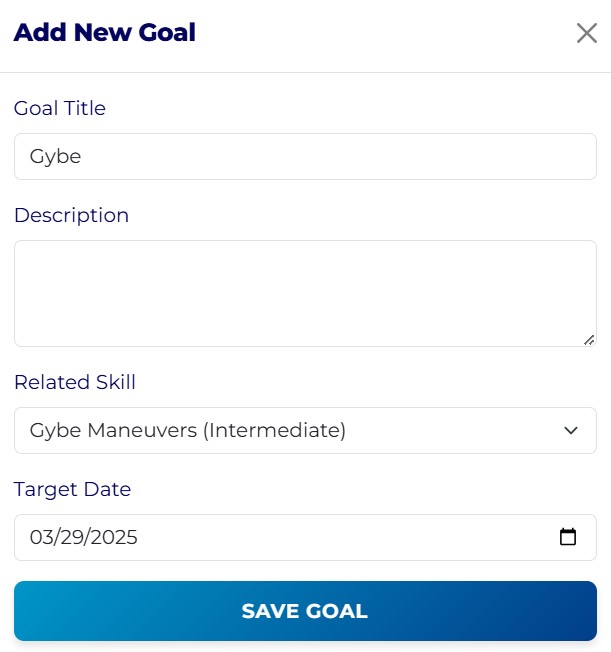 Add New Goal
Goal Title
Gybe
Description
Related Skill
Gybe Maneuvers (Intermediate)
Target Date
03/29/2025
SAVE GOAL